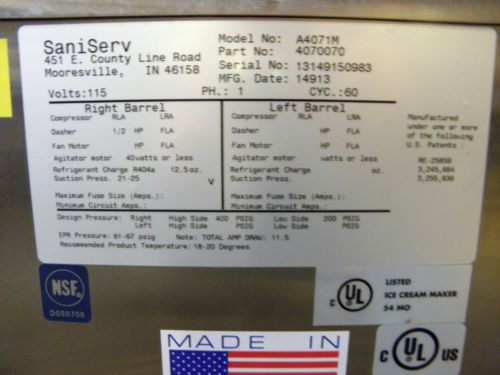 SaniServ
451 E. County Line Road
Mooresville, IN 46158
Model No: A4071M
Part No: 4070070
Serial No: 13149150983
MFG. Date: 14913
Volts:115 PH.: 1 CYC.:60
Right Barrel Left Barrel
Compressor RLA LRA Compressor RLA LRA
Dasher 1/2 HP FLA Dasher HP FLA
Fan Motor HP FLA Fan Motor HP FLA
Agitator motor 40watts or less Agitator motor watts or less
Refrigerant Charge R404a 12.5oz. Refrigerant Charge oz.
Suction Press. 21-25 V Suction Press.
Maximum Fuse Size (Amps.): Maximum Fuse Size (Amps.):
Minimum Circuit Amps.: Minimum Circuit Amps.:
Manufactured
under one or more
of the following
U.S. Patents:
RE-25050
3,245,664
3,255,938
Design Pressure: Right High Side 400 PSIG Low Side 200 PSIG
Left High Side PSIG Low Side PSIG
EPR Pressure: 61-67 psig Note: TOTAL AMP DRAW: 11.5
Recommended Product Temperature: 18-20 Degrees
NSF
D050706
C UL LISTED
ICE CREAM MAKER
54 MO
MADE IN
C UL US